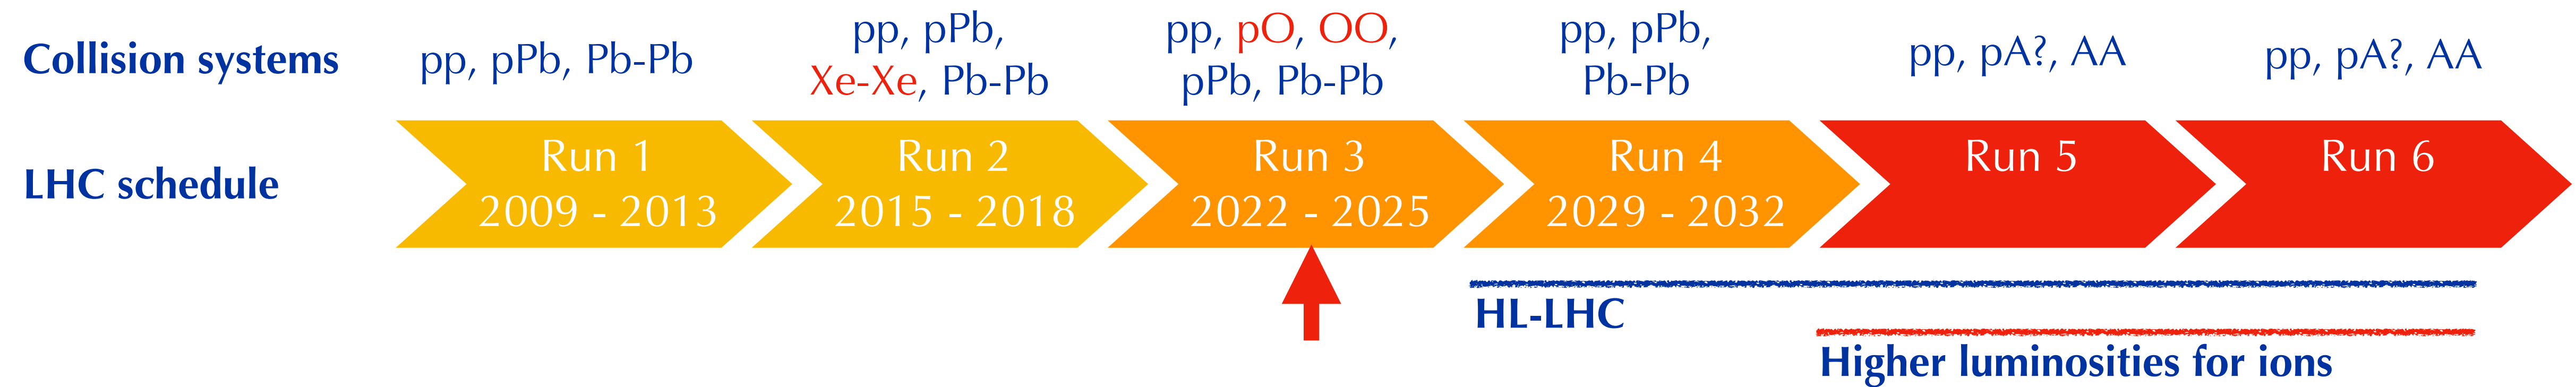 Collision systems
pp, pPb, Pb-Pb
pp, pPb,
Xe-Xe, Pb-Pb
pp, pO, OO,
pPb, Pb-Pb
pp, pPb,
Pb-Pb
pp, pA?, AA
pp, pA?, AA
LHC schedule
Run 1
2009 - 2013
Run 2
2015 - 2018
Run 3
2022 - 2025
Run 4
2029 - 2032
Run 5
Run 6
HL-LHC
Higher luminosities for ions